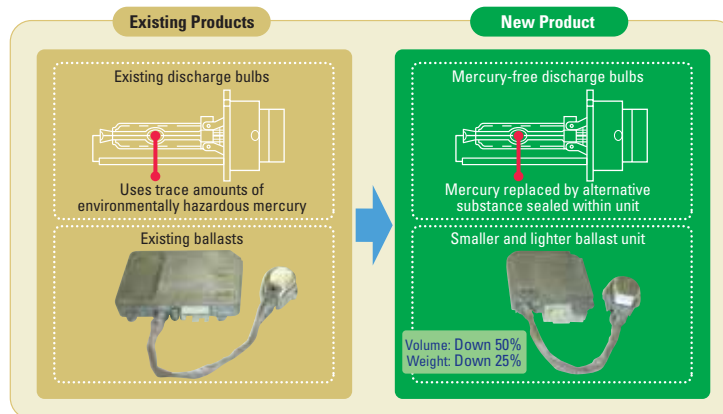 Existing Products
Existing discharge bulbs
Uses trace amounts of
environmentally hazardous mercury
Existing ballasts
New Product
Mercury-free discharge bulbs
Mercury replaced by alternative
substance sealed within unit
Smaller and lighter ballast unit
Volume: Down 50%
Weight: Down 25%